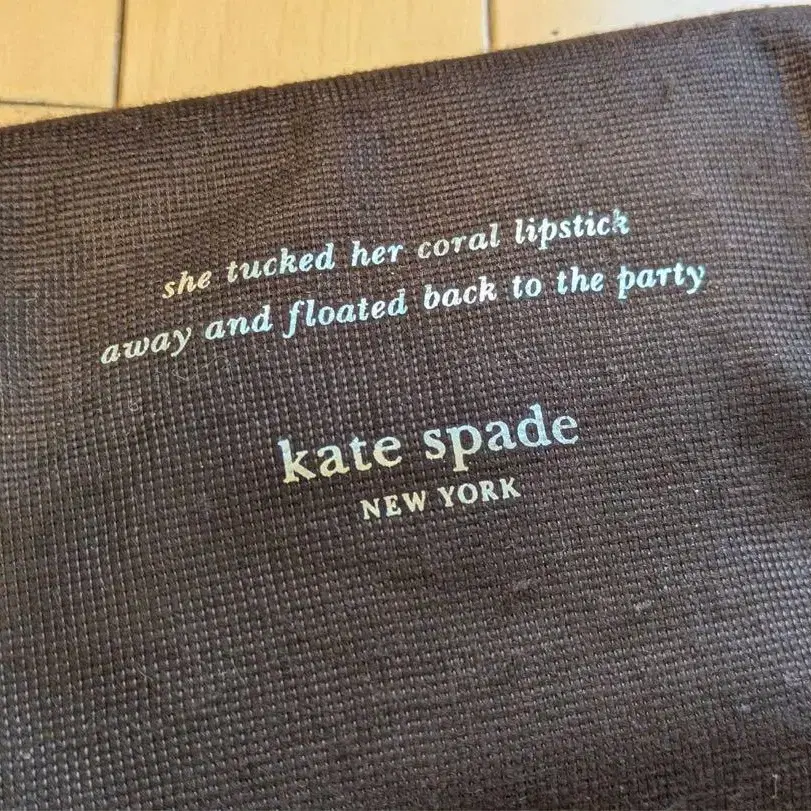 she tucked her coral lipstick
away and floated back to the party
kate spade
NEW YORK